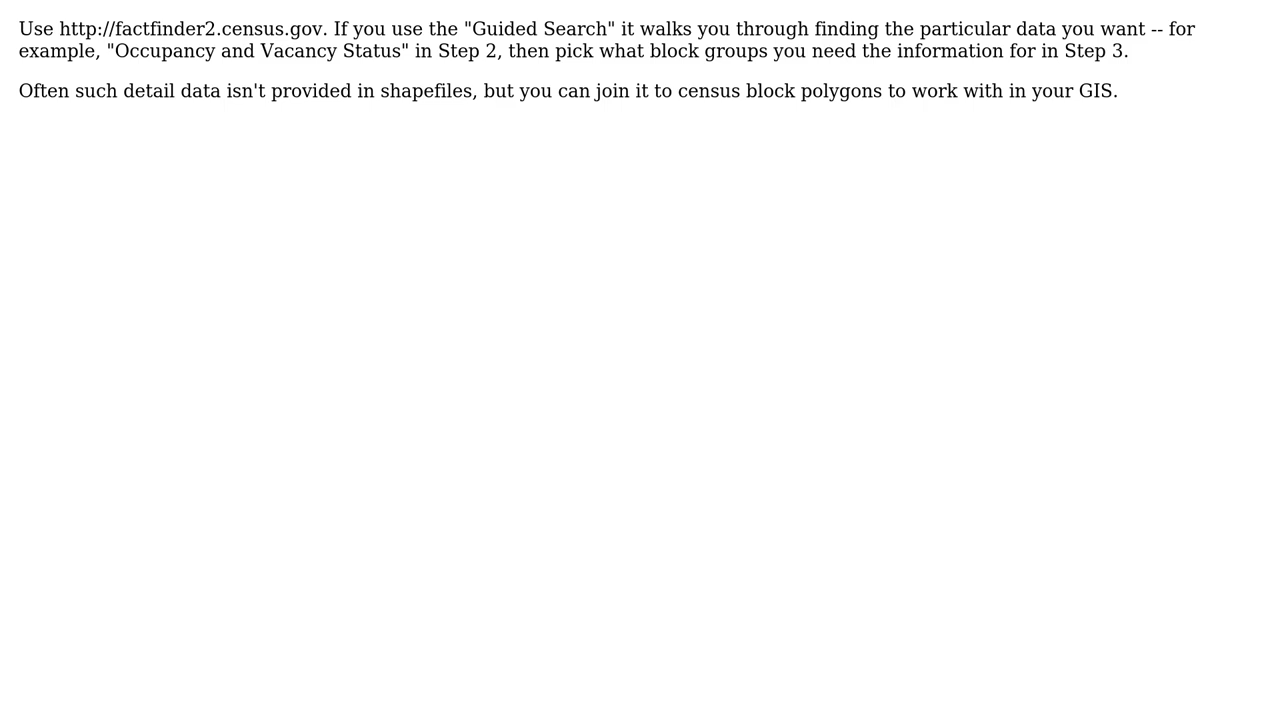 Use http://factfinder2.census.gov. If you use the "Guided Search" it walks you through finding the particular data you want -- for
example, "Occupancy and Vacancy Status" in Step 2, then pick what block groups you need the information for in Step 3.
Often such detail data isn't provided in shapefiles, but you can join it to census block polygons to work with in your GIS.